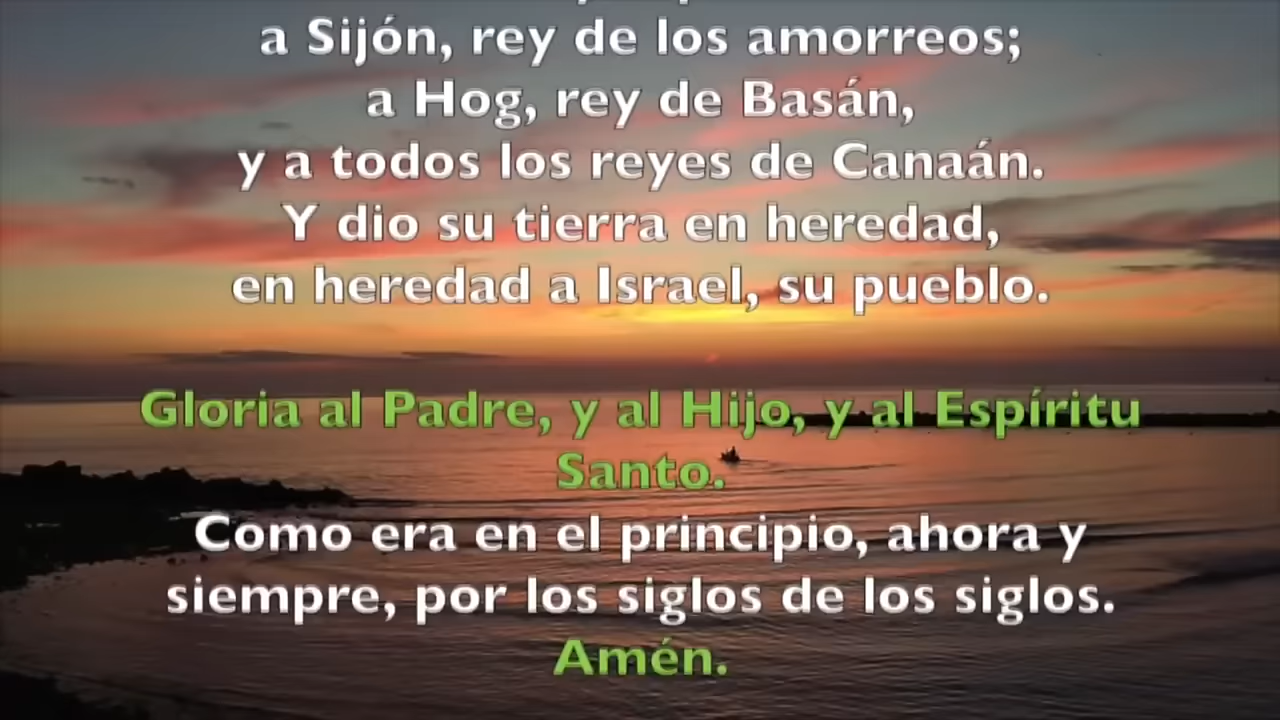 a Sijón, rey de los amorreos;
a Hog, rey de Basán,
y a todos los reyes de Canaán.
Y dio su tierra en heredad,
en heredad a Israel, su pueblo.
Gloria al Padre, y al Hijo, y al Espíritu
Santo.
Como era en el principio, ahora y
siempre, por los siglos de los siglos.
Amén.